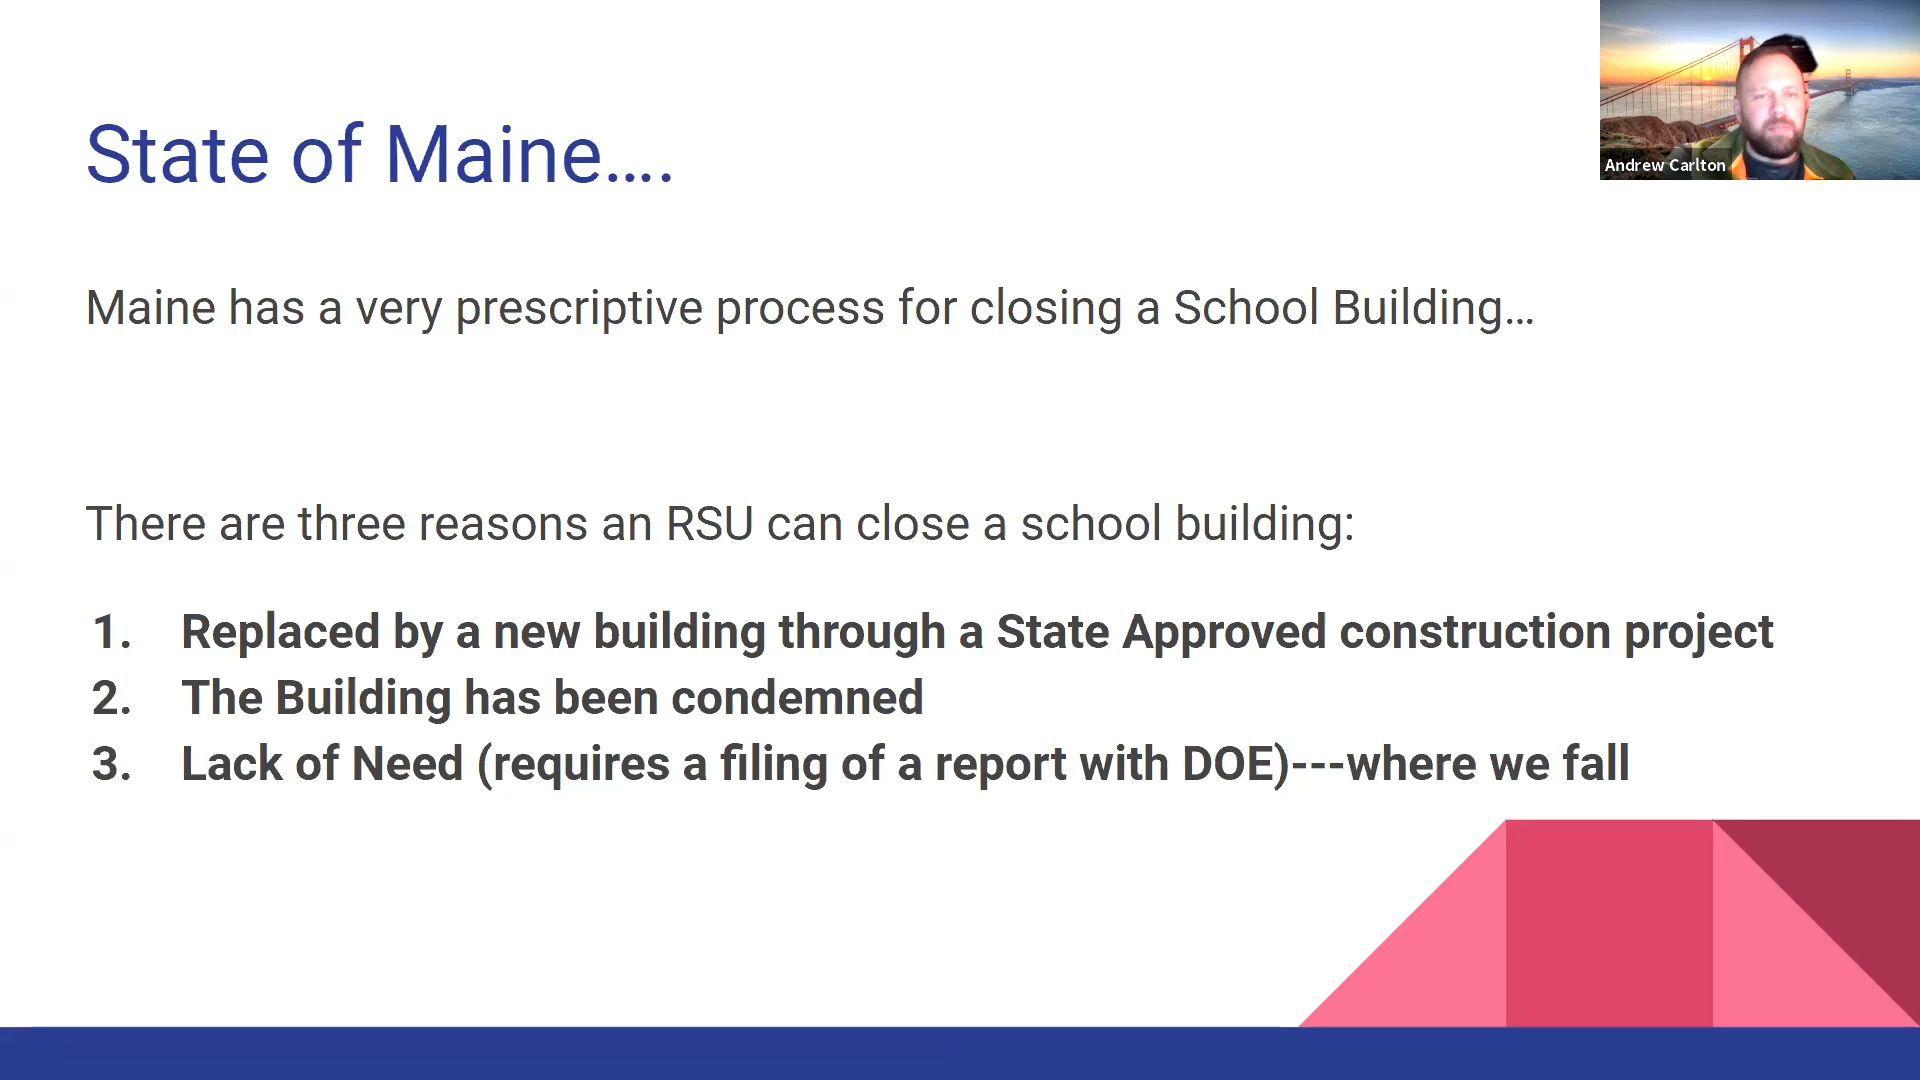 State of Maine….
Andrew Carlton
Maine has a very prescriptive process for closing a School Building…
There are three reasons an RSU can close a school building:
1. Replaced by a new building through a State Approved construction project
2. The Building has been condemned
3. Lack of Need (requires a filing of a report with DOE)---where we fall